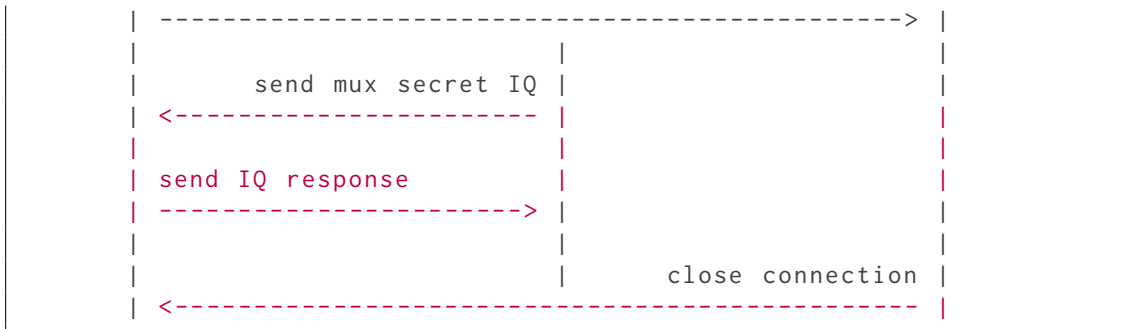 | -----------------------------------------------> |
|                          |                       |
|      send mux secret IQ |                       |
| <----------------------- |                       |
|                          |                       |
| send IQ response         |                       |
| -----------------------> |                       |
|                          |                       |
|                          |      close connection |
| <----------------------------------------------- |